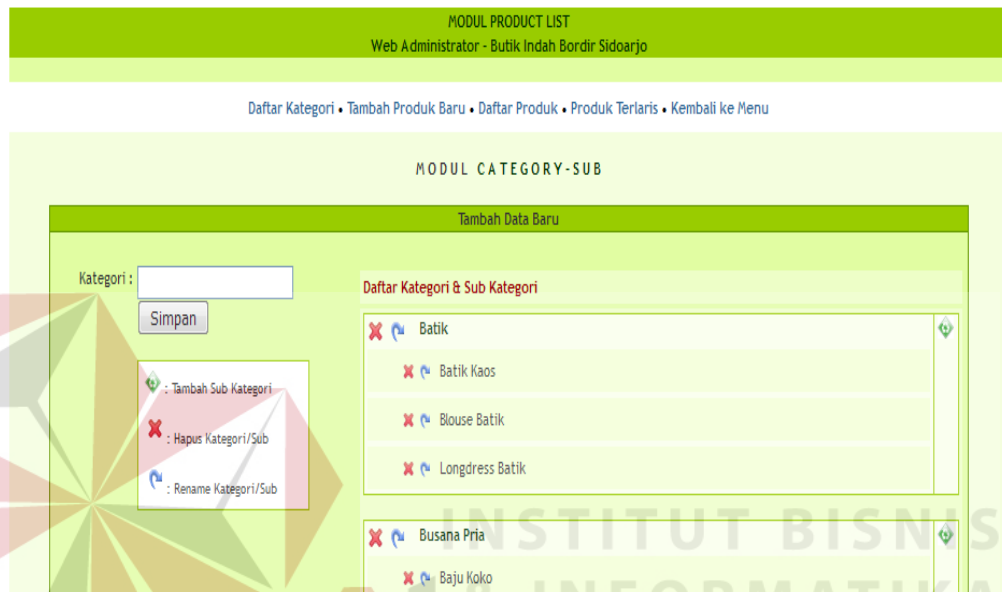 MODUL PRODUCT LIST
Web Administrator - Butik Indah Bordir Sidoarjo
Daftar Kategori • Tambah Produk Baru • Daftar Produk • Produk Terlaris • Kembali ke Menu
MODUL CATEGORY-SUB
Tambah Data Baru
Kategori :
Simpan
: Tambah Sub Kategori
: Hapus Kategori/Sub
: Rename Kategori/Sub
Daftar Kategori & Sub Kategori
Batik
Batik Kaos
Blouse Batik
Longdress Batik
Busana Pria
Baju Koko
INSTITUT BISNIS
& INFORMATIKA